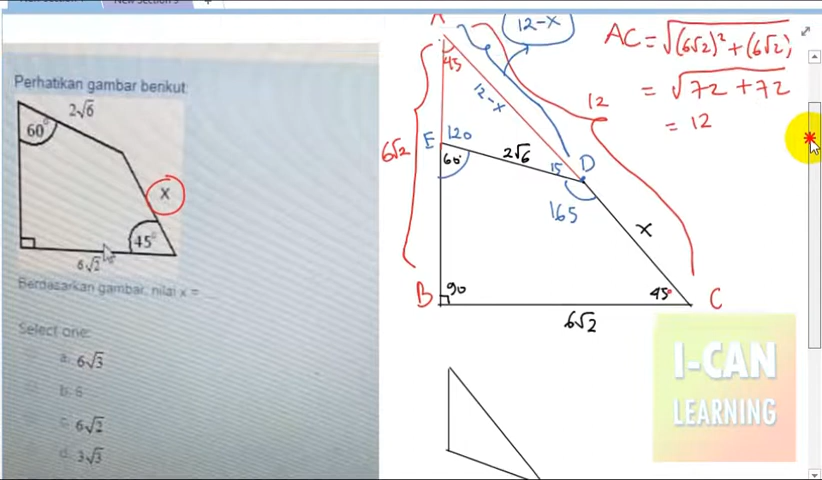 Perhatikan gambar berikut:
2√6
60°
X
45°
6√2
Berdasarkan gambar, nilai x =
Select one:
a. 6√3
b. 6
c. 6√2
d. 3√3
A
12-x
AC = √(6√2)² + (6√2)
= √72 + 72
= 12
45
12-x
12
6√2
E
120
60°
2√6
15
D
165
x
B
90
45°
C
6√2
I-CAN
LEARNING